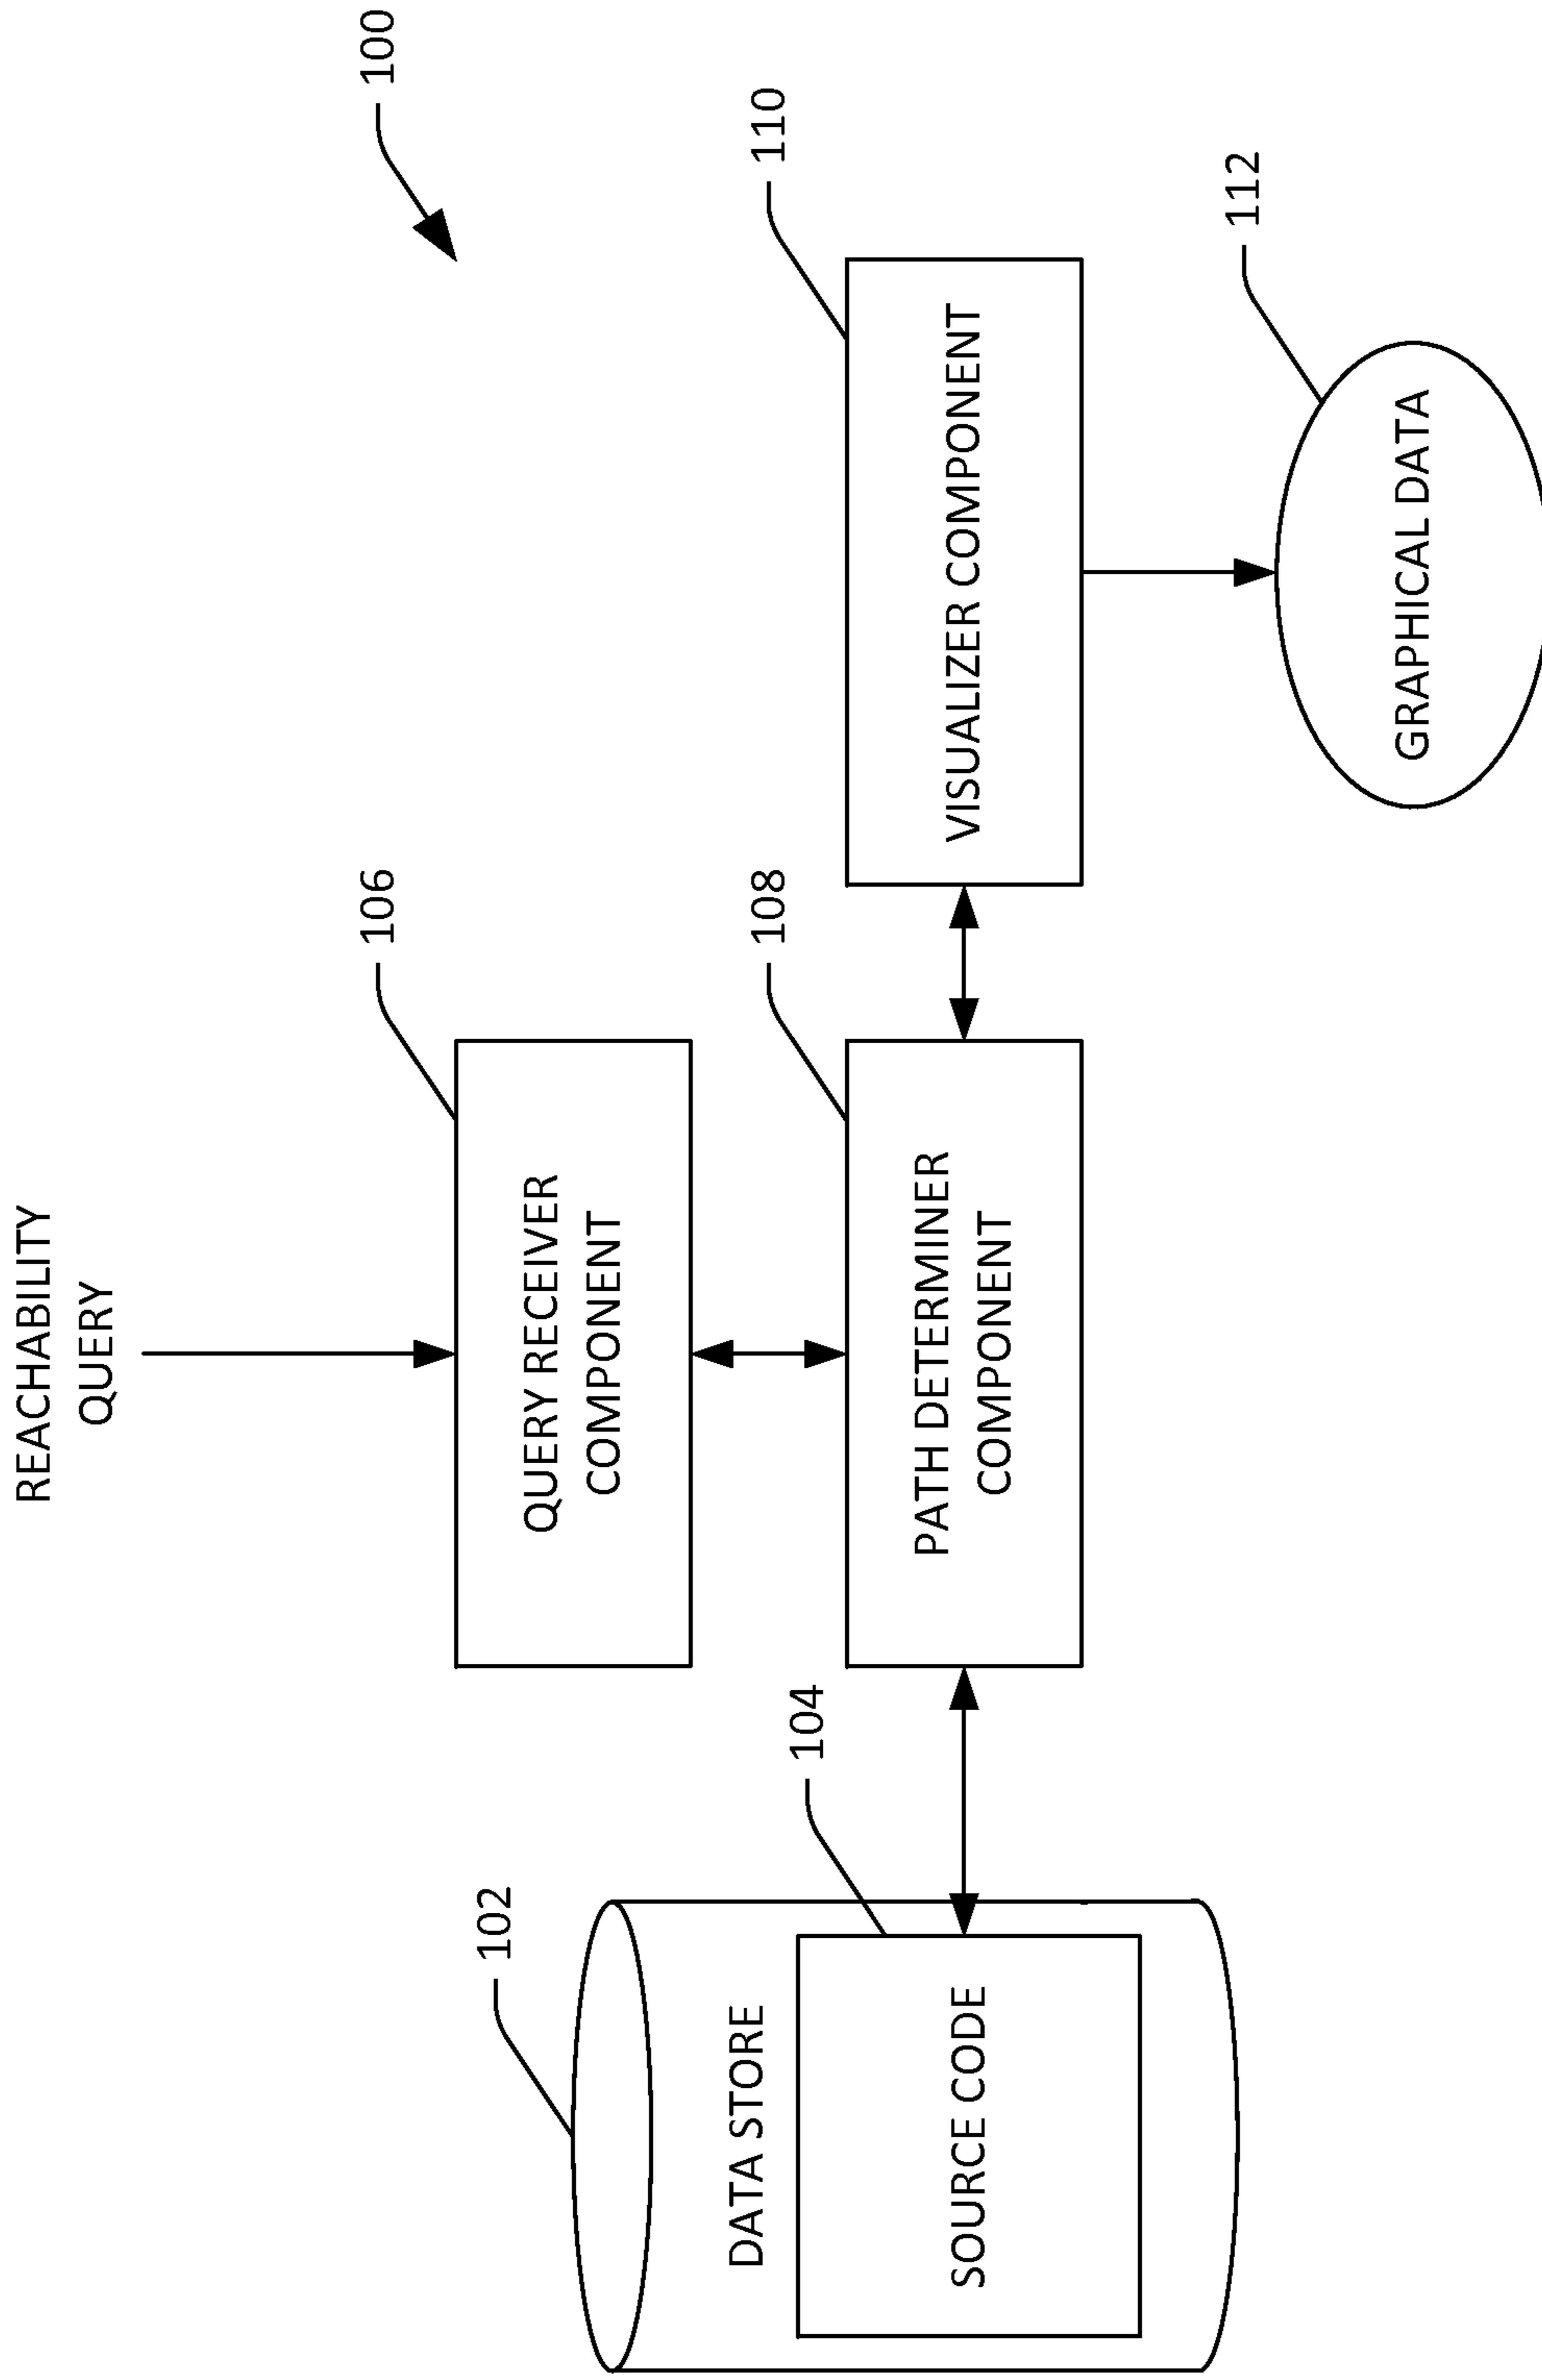 REACHABILITY
QUERY
100
106
QUERY RECEIVER
COMPONENT
102
104
108
110
DATA STORE
SOURCE CODE
PATH DETERMINER
COMPONENT
VISUALIZER COMPONENT
112
GRAPHICAL DATA